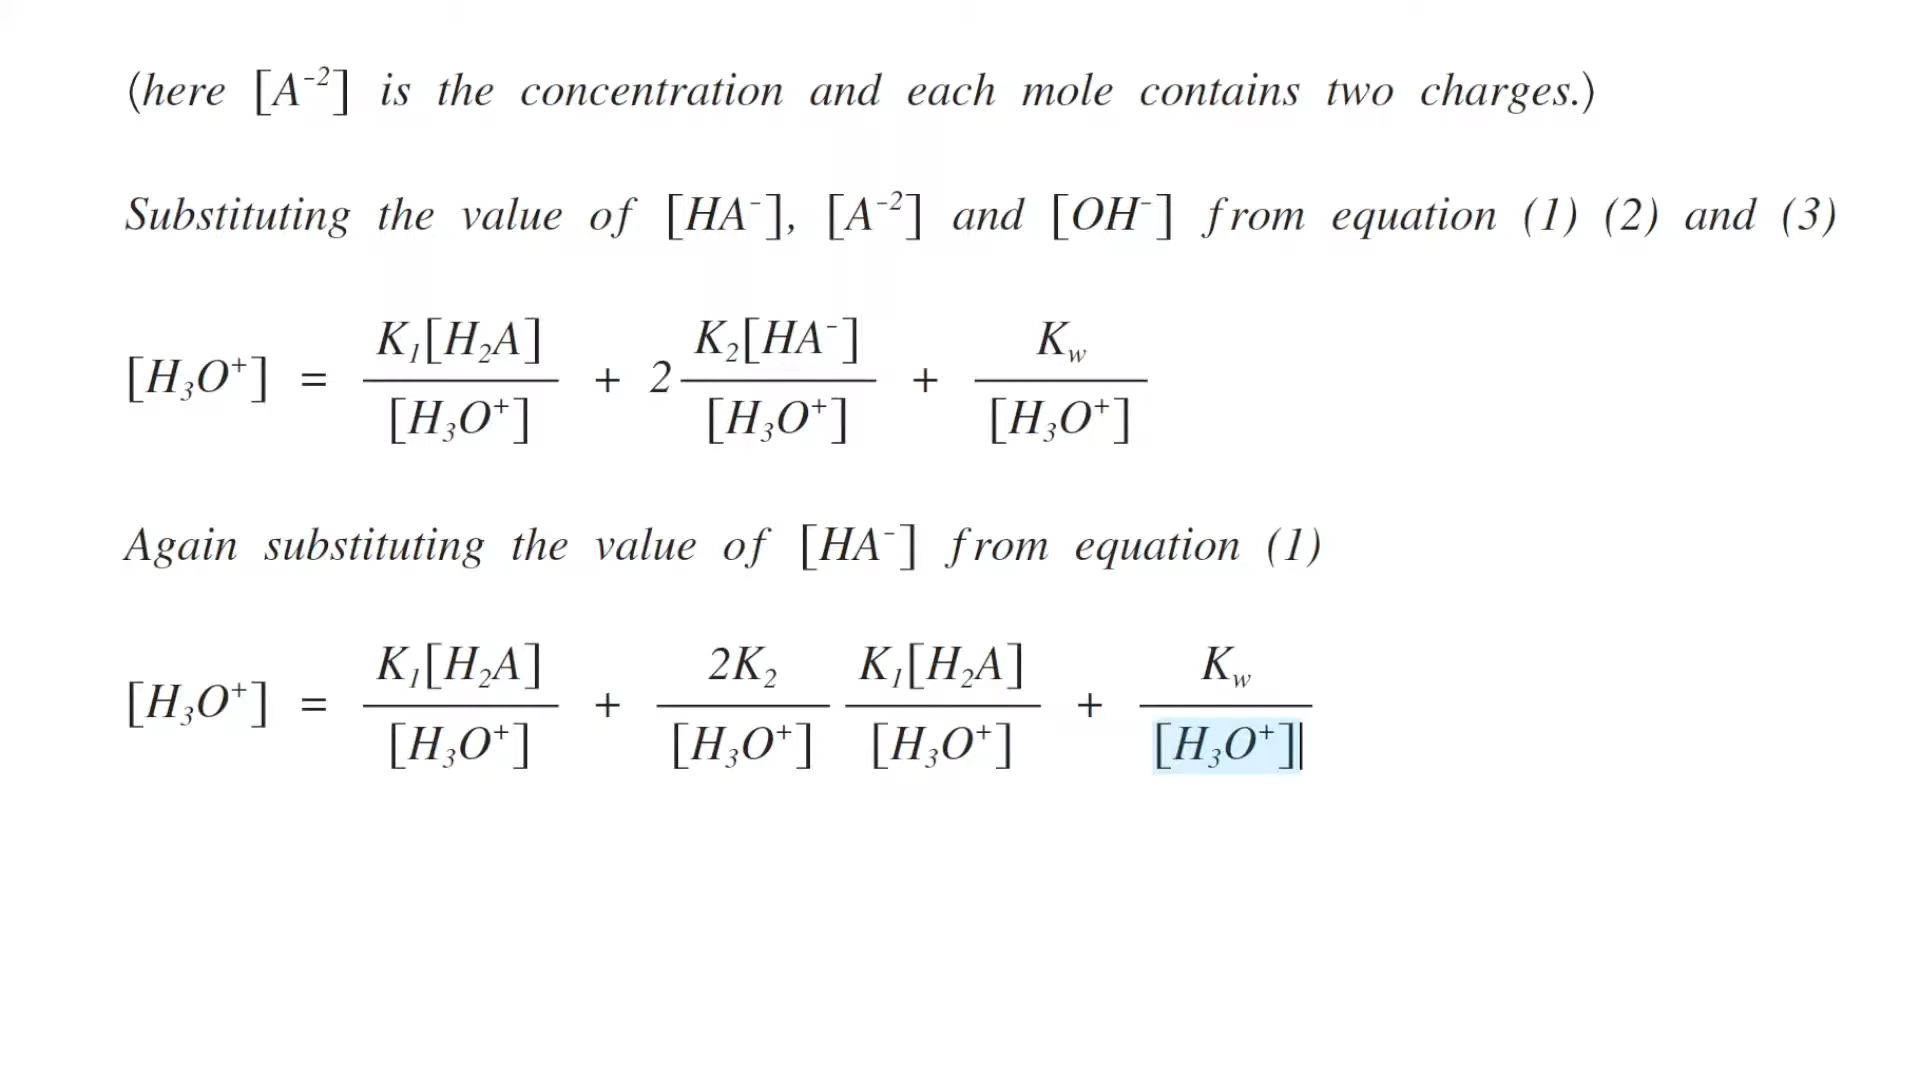 (here [A⁻²] is the concentration and each mole contains two charges.)
Substituting the value of [HA⁻], [A⁻²] and [OH⁻] from equation (1) (2) and (3)
[H₃O⁺] = K₁[H₂A]/[H₃O⁺] + 2 K₂[HA⁻]/[H₃O⁺] + K_w/[H₃O⁺]
Again substituting the value of [HA⁻] from equation (1)
[H₃O⁺] = K₁[H₂A]/[H₃O⁺] + 2K₂/[H₃O⁺] K₁[H₂A]/[H₃O⁺] + K_w/[H₃O⁺]